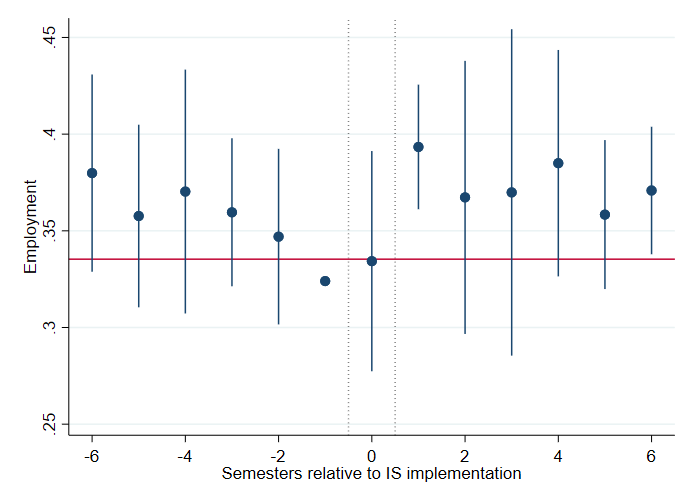 Employment
.45
.4
.35
.3
.25
-6 -4 -2 0 2 4 6
Semesters relative to IS implementation